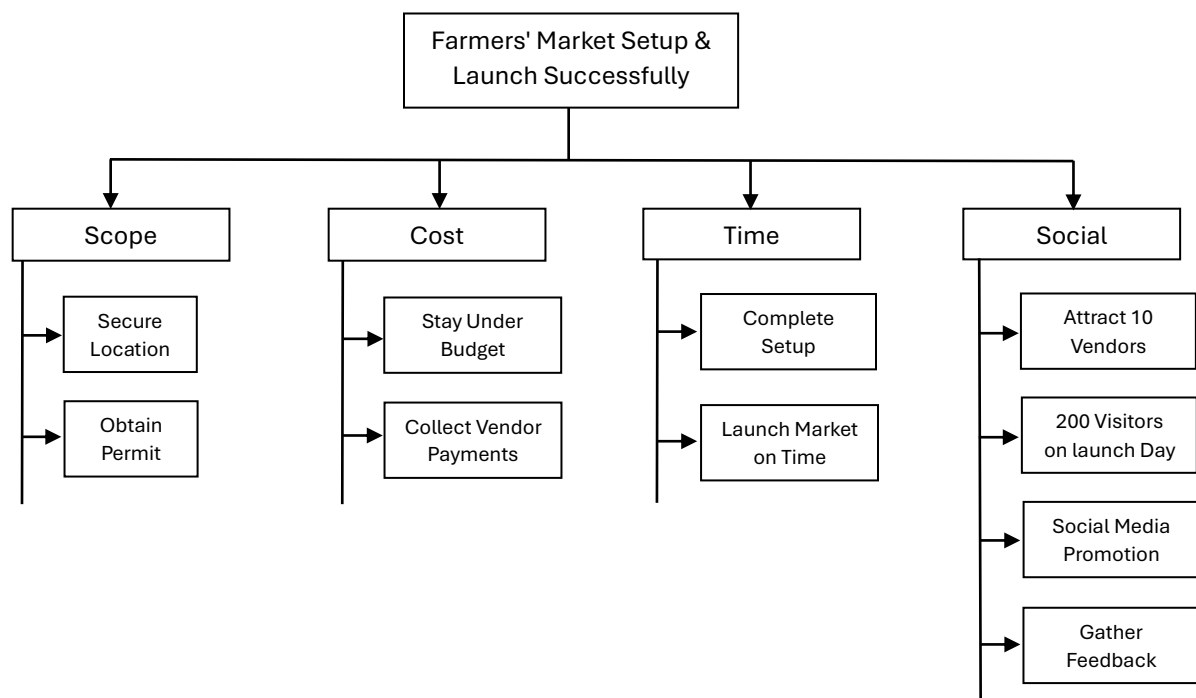 Farmers' Market Setup &
Launch Successfully
Scope
Secure
Location
Obtain
Permit
Cost
Stay Under
Budget
Collect Vendor
Payments
Time
Complete
Setup
Launch Market
on Time
Social
Attract 10
Vendors
200 Visitors
on launch Day
Social Media
Promotion
Gather
Feedback